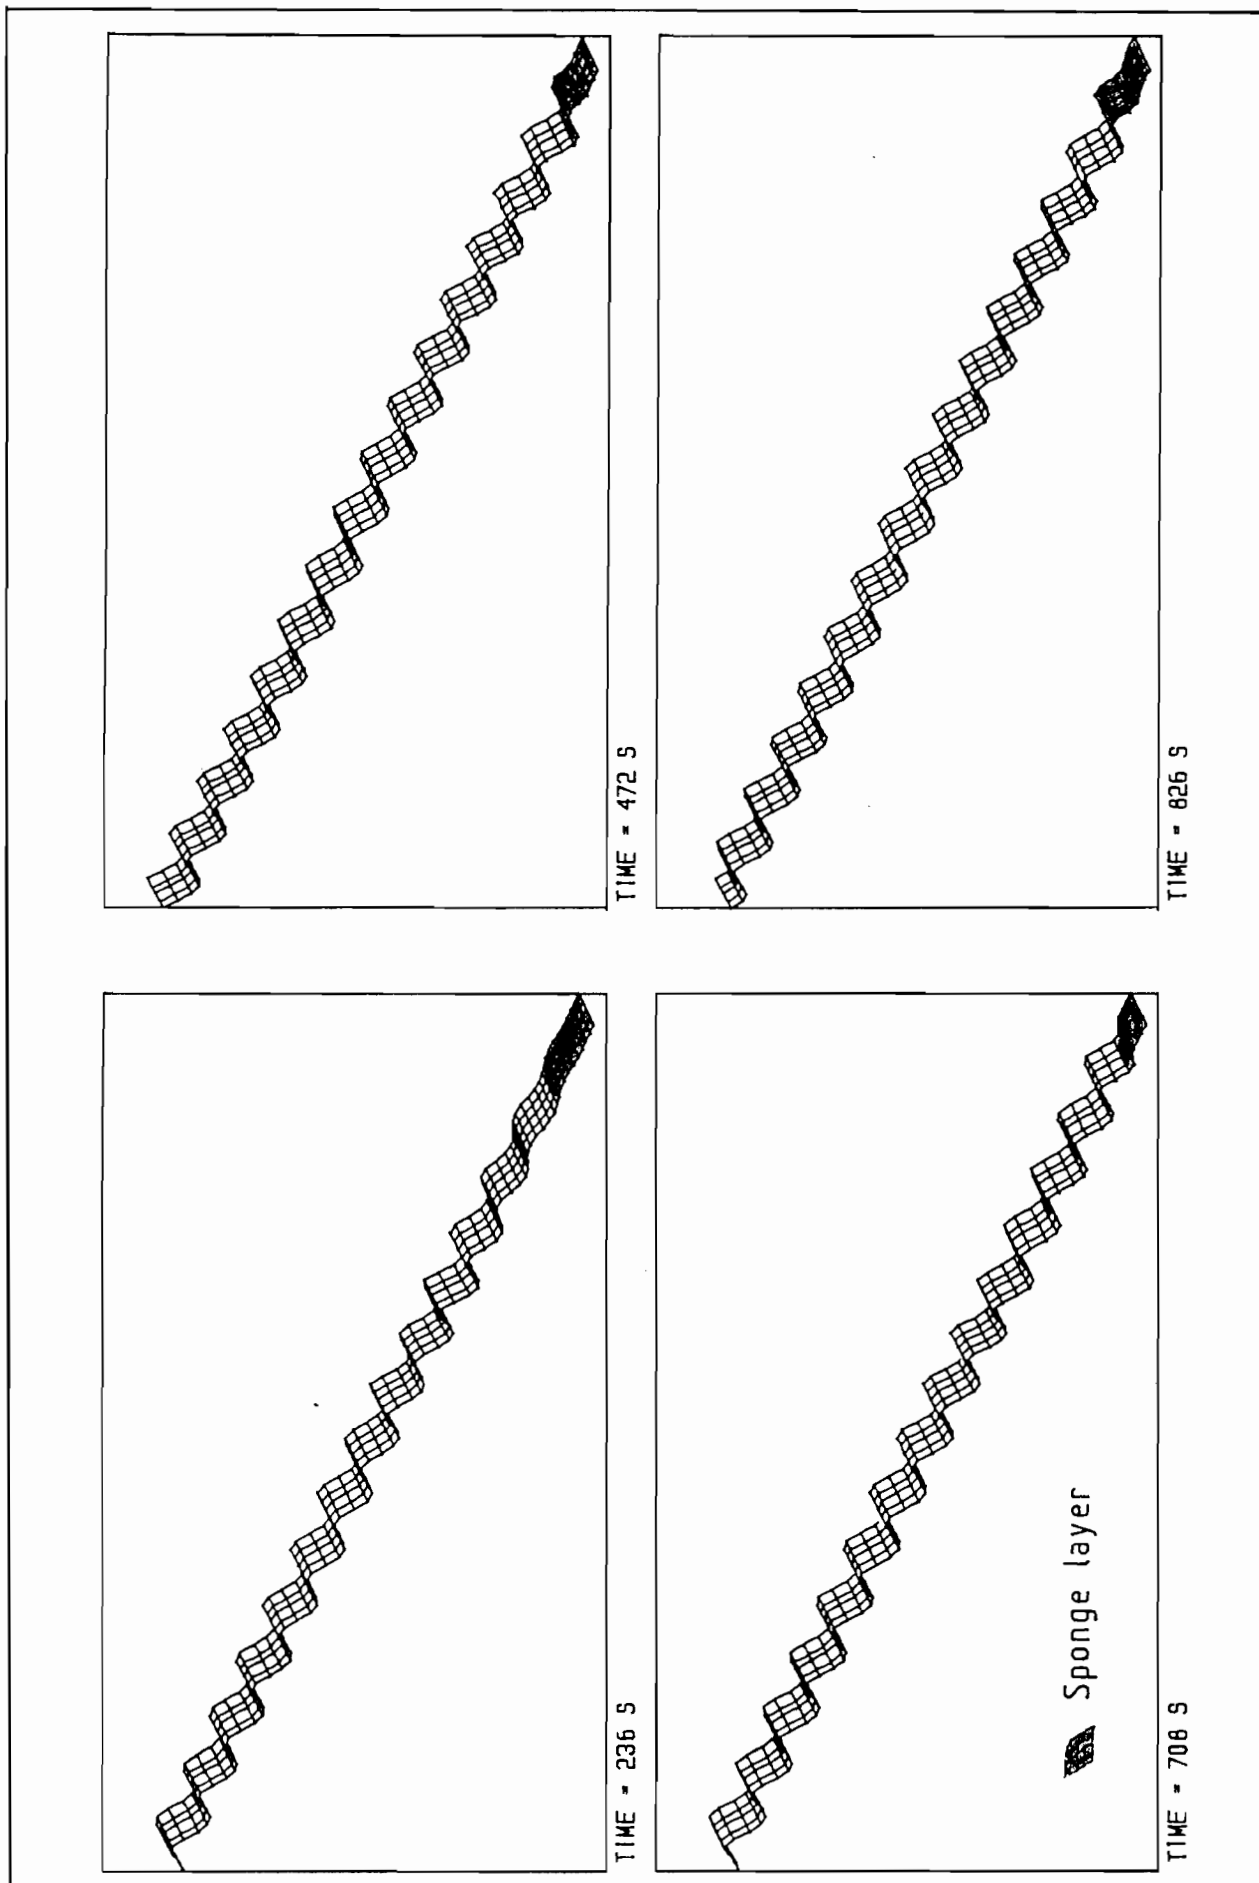 TIME = 236 S
TIME = 472 S
TIME = 708 S
Sponge layer
TIME = 826 S